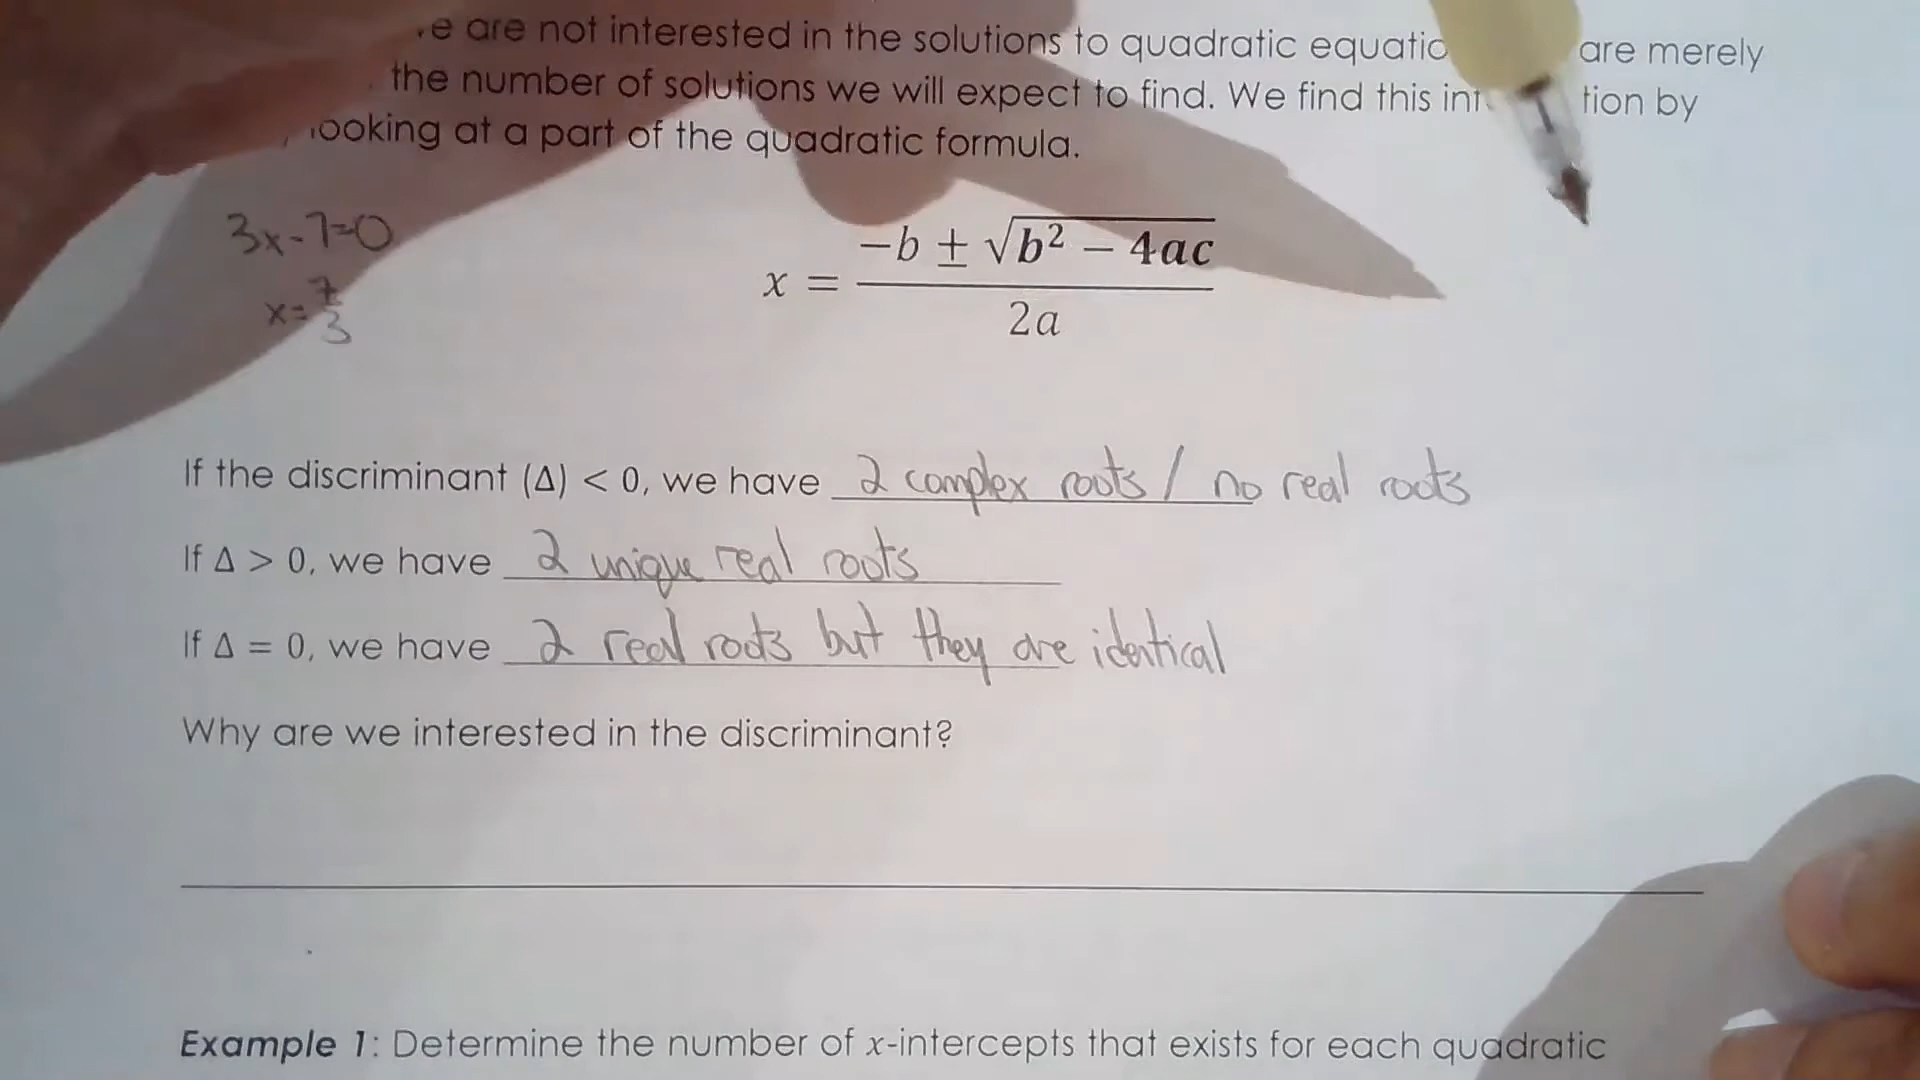 e are not interested in the solutions to quadratic are merely
the number of solutions we will expect to find. We find this by
looking at a part of the quadratic formula.
3x-7=0
x=7/3
x = (−b ± √(b² − 4ac))/(2a)
If the discriminant (Δ) < 0, we have 2 complex roots / no real roots
If Δ > 0, we have 2 unique real roots
If Δ = 0, we have 2 real roots but they are identical
Why are we interested in the discriminant?
Example 1: Determine the number of x-intercepts that exists for each quadratic